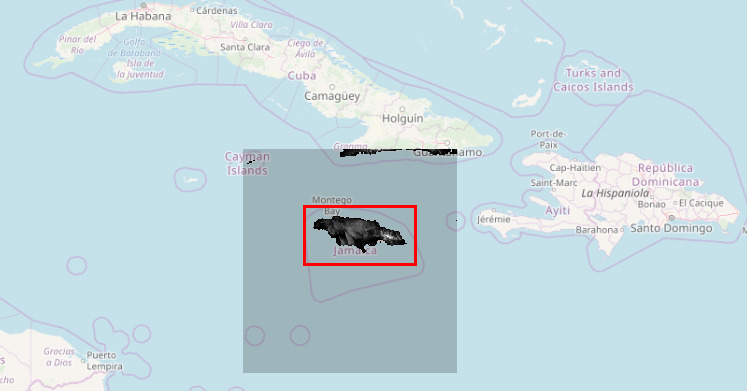 La Habana
Cárdenas
Pinar del
Río
Golfo
de Batabanó
Isla de
la Juventud
Villa Clara
Santa Clara
Ciego de
Ávila
Cuba
Camagüey
Holguín
Granma
Turks and
Caicos Islands
Cayman
Islands
Port-de-
Paix
Cap-Haïtien
Saint-Marc
Jérémie
Ayiti
República
Dominicana
La Hispaniola
Bonao
El Cacique
Barahona
Santo Domingo
Montego
Bay
Jamaica
Gracias
a Dios
Puerto
Lempira